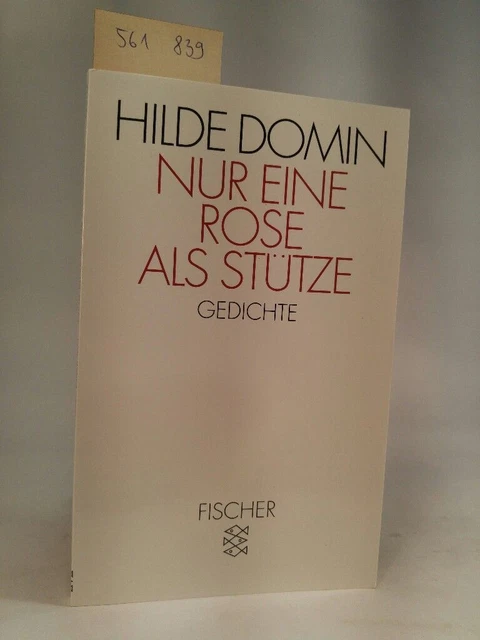 561 839
HILDE DOMIN
NUR EINE
ROSE
ALS STÜTZE
GEDICHTE
FISCHER